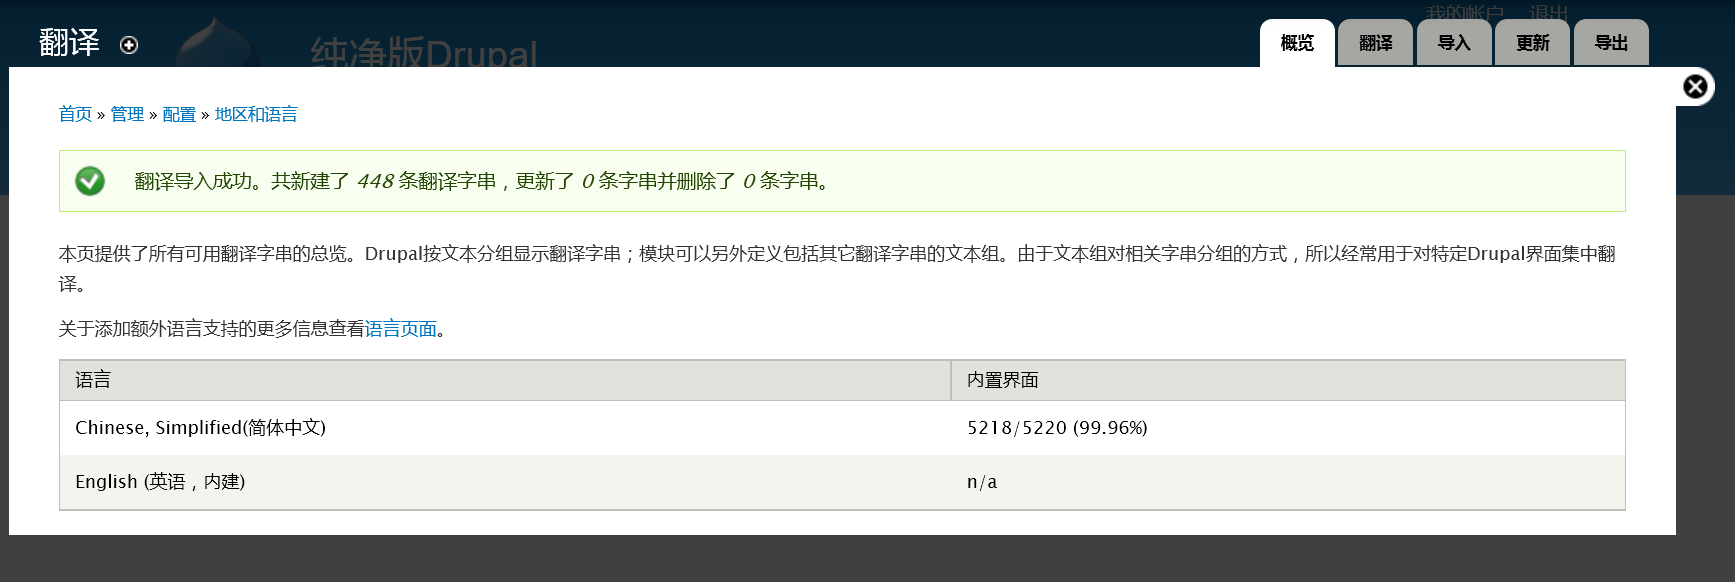 我的帐户 退出
翻译
纯净版Drupal
概览 翻译 导入 更新 导出
首页 » 管理 » 配置 » 地区和语言
翻译导入成功。共新建了 448 条翻译字串，更新了 0 条字串并删除了 0 条字串。
本页提供了所有可用翻译字串的总览。Drupal按文本分组显示翻译字串；模块可以另外定义包括其它翻译字串的文本组。由于文本组对相关字串分组的方式，所以经常用于对特定Drupal界面集中翻
译。
关于添加额外语言支持的更多信息查看语言页面。
语言 内置界面
Chinese, Simplified(简体中文) 5218/5220 (99.96%)
English (英语，内建) n/a